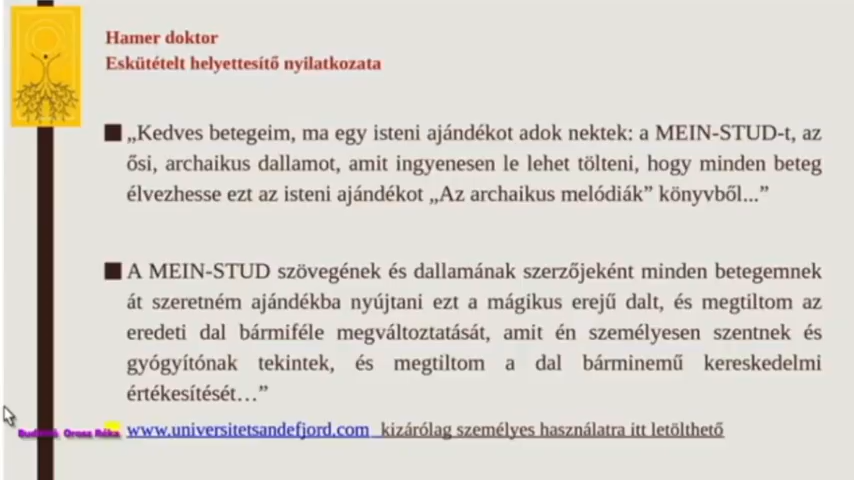 Hamer doktor
Eskütételt helyettesítő nyilatkozata
„Kedves betegeim, ma egy isteni ajándékot adok nektek: a MEIN-STUD-t, az
ősi, archaikus dallamot, amit ingyenesen le lehet tölteni, hogy minden beteg
élvezhesse ezt az isteni ajándékot „Az archaikus melódiák” könyvből...”
A MEIN-STUD szövegének és dallamának szerzőjeként minden betegemnek
át szeretném ajándékba nyújtani ezt a mágikus erejű dalt, és megtiltom az
eredeti dal bármiféle megváltoztatását, amit én személyesen szentnek és
gyógyítónak tekintek, és megtiltom a dal bárminemű kereskedelmi
értékesítését…”
www.universitetsandefjord.com kizárólag személyes használatra itt letölthető
Orosz Réka